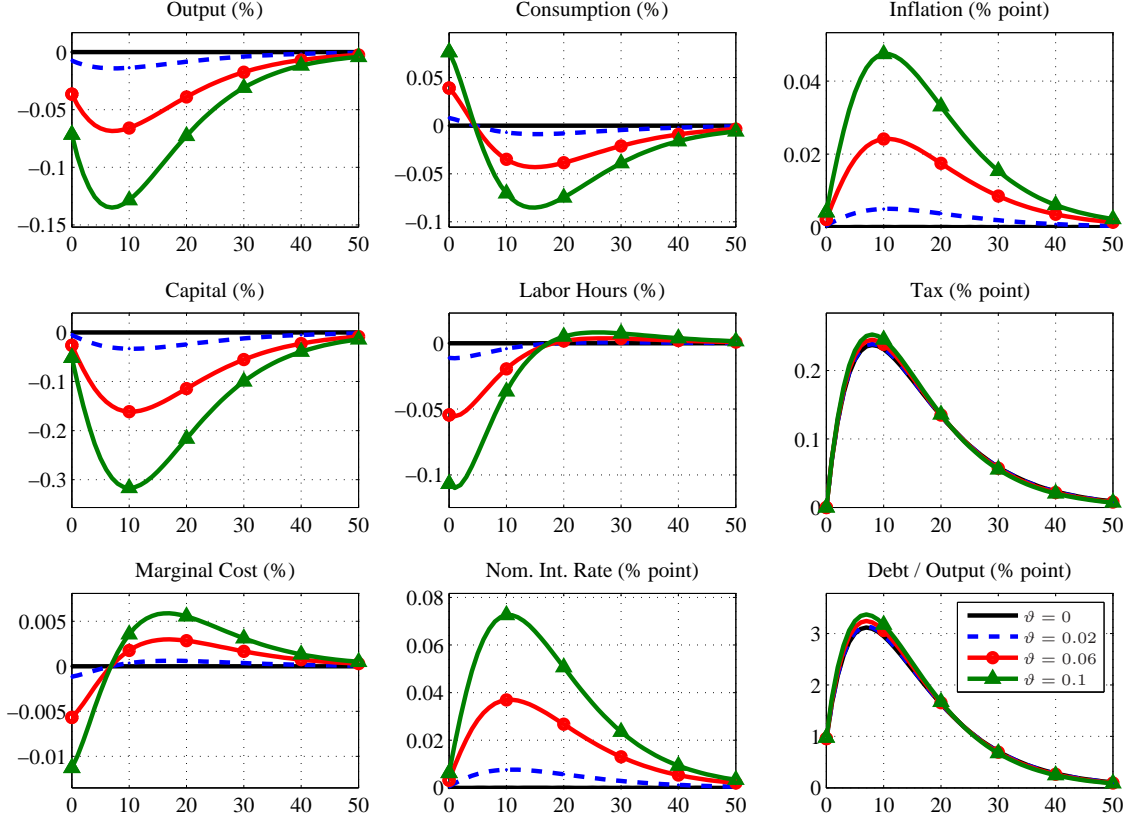 Output (%)
0
−0.05
−0.1
−0.15
0 10 20 30 40 50
Consumption (%)
0.05
0
−0.05
−0.1
0 10 20 30 40 50
Inflation (% point)
0.04
0.02
0
0 10 20 30 40 50
Capital (%)
0
−0.1
−0.2
−0.3
0 10 20 30 40 50
Labor Hours (%)
0
−0.05
−0.1
0 10 20 30 40 50
Tax (% point)
0.2
0.1
0
0 10 20 30 40 50
Marginal Cost (%)
0.005
0
−0.005
−0.01
0 10 20 30 40 50
Nom. Int. Rate (% point)
0.08
0.06
0.04
0.02
0
0 10 20 30 40 50
Debt / Output (% point)
3
2
1
0
0 10 20 30 40 50
ϑ = 0
ϑ = 0.02
ϑ = 0.06
ϑ = 0.1